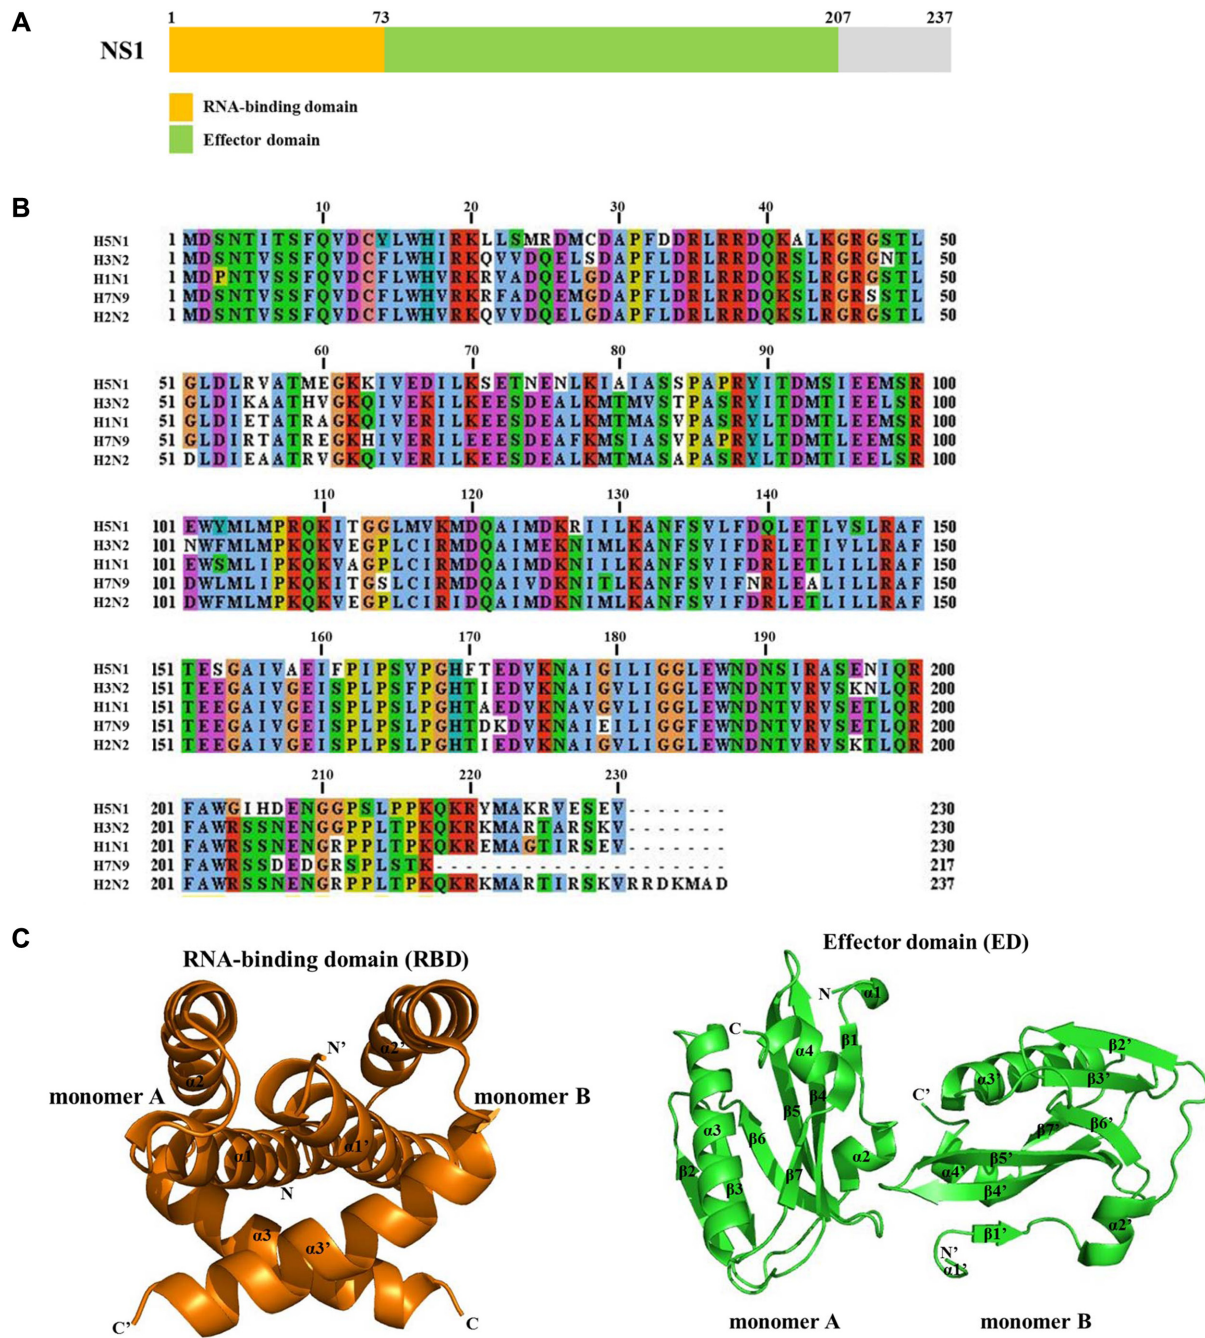 A
1 73 207 237
NS1
RNA-binding domain
Effector domain
B
10 20 30 40
H5N1 1 MDSNTITSFQVDCYLWHIRKLLSMRDMCDAPFDDRLRRDQKALKGRGSTL 50
H3N2 1 MDSNTVSSFQVDCFLWHIRKQVVDQELSDAPFLDRLRRDQRSLRGRGNTL 50
H1N1 1 MDPNTVSSFQVDCFLWHVRKRVADQELGDAPFLDRLRRDQKSLRGRGSTL 50
H7N9 1 MDSNTVSSFQVDCFLWHVRKRFADQEMGDAPFLDRLRRDQKSLRGRSSTL 50
H2N2 1 MDSNTVSSFQVDCFLWHVRKQVVDQELGDAPFLDRLRRDQKSLRGRGSTL 50
60 70 80 90
H5N1 51 GLDLRVATMEGKKIVEDILKSETNENLKIAIASSPAPRYITDMSIEEMSR 100
H3N2 51 GLDIKAATHVGKQIVEKILKEESDEALKMTMVSTPASRYITDMTIEELSR 100
H1N1 51 GLDIETATRAGKQIVERILKEESDEALKMTMASVPASRYLTDMTLEEMSR 100
H7N9 51 GLDIRTATREGKHIVERILEEESDEAFKMSIASVPAPRYLTDMTLEEMSR 100
H2N2 51 DLDIEAATRVGKQIVERILKEESDEALKMTMASAPASRYLTDMTIEELSR 100
110 120 130 140
H5N1 101 EWYMLMPRQKITGGLMVKMDQAIMDKRIILKANFSVLFDQLETLVSLRAF 150
H3N2 101 NWFMLMPKQKVEGPLCIRMDQAIMEKNIMLKANFSVIFDRLETIVLLRAF 150
H1N1 101 EWSMLIPKQKVAGPLCIRMDQAIMDKNIILKANFSVIFDRLETLILLRAF 150
H7N9 101 DWLMLIPKQKITGSLCIRMDQAIVDKNITLKANFSVIFNRLEALILLRAF 150
H2N2 101 DWFMLMPKQKVEGPLCIRIDQAIMDKNIMLKANFSVIFDRLETLILLRAF 150
160 170 180 190
H5N1 151 TESGAIVAEIFPIPSVPGHFTEDVKNAIGILIGGLEWNDNSIRASENIQR 200
H3N2 151 TEEGAIVGEISPLPSFPGHTIEDVKNAIGVLIGGLEWNDNTVRVSKNLQR 200
H1N1 151 TEEGAIVGEISPLPSLPGHTAEDVKNAVGVLIGGLEWNDNTVRVSETLQR 200
H7N9 151 TEEGAIVGEISPLPSLPGHTDKDVKNAIEILIGGFEWNDNTVRVSETLQR 200
H2N2 151 TEEGAIVGEISPLPSLPGHTIEDVKNAIGVLIGGLEWNDNTVRVSKTLQR 200
210 220 230
H5N1 201 FAWGIHDENGGPSLPPKQKRYMAKRVESEV------- 230
H3N2 201 FAWRSSNENGGPPLTPKQKRKMARTARSKV------- 230
H1N1 201 FAWRSSNENGRPPLTPKQKREMAGTIRSEV------- 230
H7N9 201 FAWRSSDEDGRSPLSTK-------------------- 217
H2N2 201 FAWRSSNENGRPPLTPKQKRKMARTIRSKVRRDKMAD 237
C
RNA-binding domain (RBD)
Effector domain (ED)
N'
α2
α2'
monomer A
monomer B
α1
α1'
N
α3
α3'
C'
C
N
α1
C
α4
β1
β2'
α3'
β3'
C'
β5
β4
α3
β6
β7'
β6'
α2
β5'
α4'
β2
β3
β7
β4'
α2'
β1'
N'
α1'
monomer A
monomer B